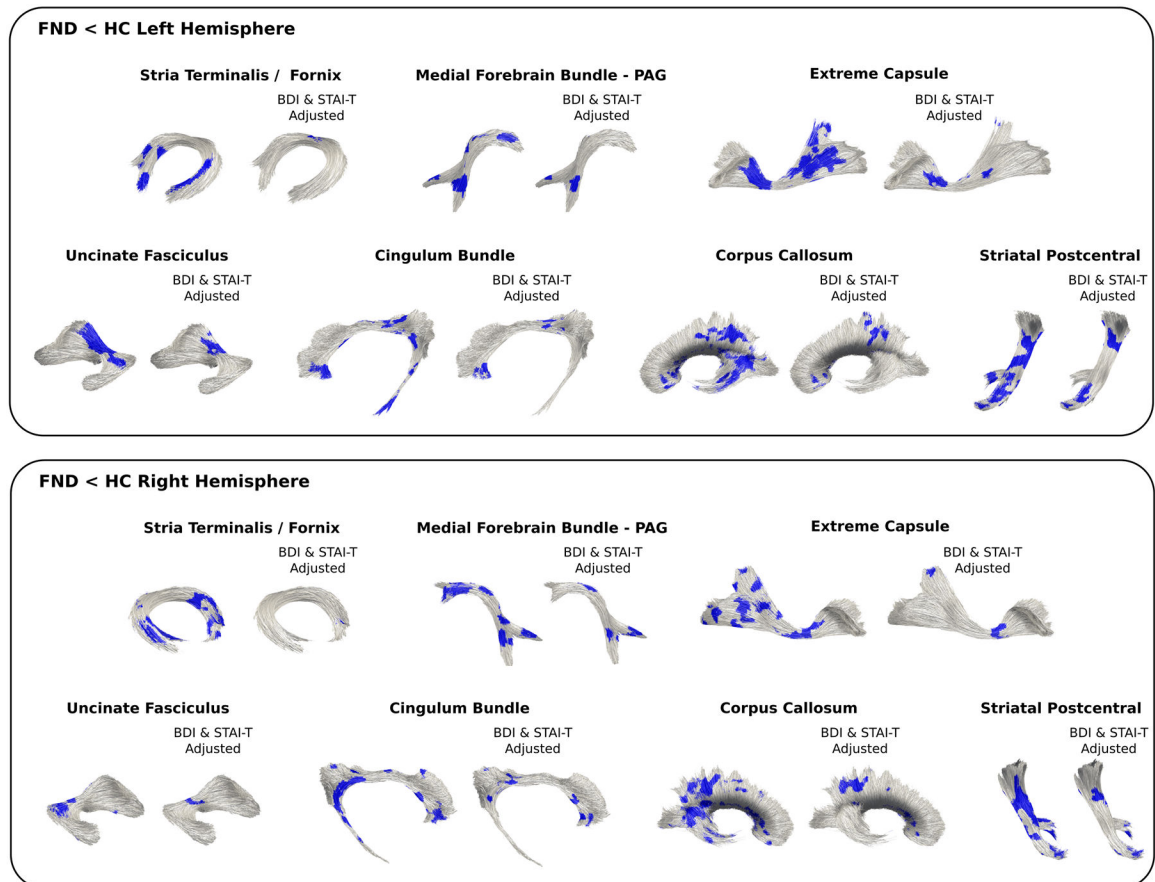 FND < HC Left Hemisphere
Stria Terminalis / Fornix
BDI & STAI-T
Adjusted
Medial Forebrain Bundle - PAG
BDI & STAI-T
Adjusted
Extreme Capsule
BDI & STAI-T
Adjusted
Uncinate Fasciculus
BDI & STAI-T
Adjusted
Cingulum Bundle
BDI & STAI-T
Adjusted
Corpus Callosum
BDI & STAI-T
Adjusted
Striatal Postcentral
BDI & STAI-T
Adjusted
FND < HC Right Hemisphere
Stria Terminalis / Fornix
BDI & STAI-T
Adjusted
Medial Forebrain Bundle - PAG
BDI & STAI-T
Adjusted
Extreme Capsule
BDI & STAI-T
Adjusted
Uncinate Fasciculus
BDI & STAI-T
Adjusted
Cingulum Bundle
BDI & STAI-T
Adjusted
Corpus Callosum
BDI & STAI-T
Adjusted
Striatal Postcentral
BDI & STAI-T
Adjusted